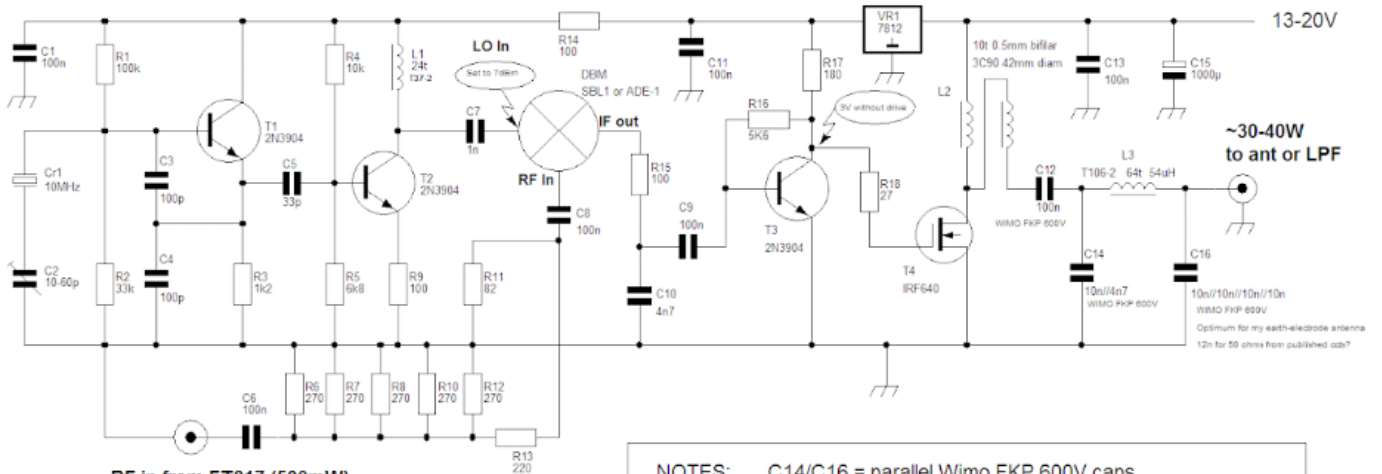 C1
100n
R1
100k
Cr1
10MHz
C2
10-60p
R2
33k
C3
100p
C4
100p
T1
2N3904
R3
1k2
C5
33p
R4
10k
R5
6k8
L1
24t
T37-2
T2
2N3904
R9
100
C7
1n
LO In
Set to 7dBm
DBM
SBL1 or ADE-1
IF out
RF In
C8
100n
R11
82
R14
100
C11
100n
R15
100
C9
100n
C10
4n7
R16
5K6
R17
180
3V without drive
T3
2N3904
R18
27
VR1
7812
T4
IRF640
10t 0.5mm bifilar
3C90 42mm diam
L2
C12
100n
WIMO FKP 600V
C13
100n
C15
1000µ
13-20V
~30-40W
to ant or LPF
L3
T106-2 64t 54uH
C14
10n//4n7
WIMO FKP 600V
C16
10n//10n//10n//10n
WIMO FKP 600V
Optimum for my earth-electrode antenna
12n for 50 ohms from published ccts?
R6
270
R7
270
R8
270
R10
270
R12
270
C6
100n
R13
220
RF in from FT817 (500mW)
NOTES: C14/C16 = parallel Wimo FKP 600V caps